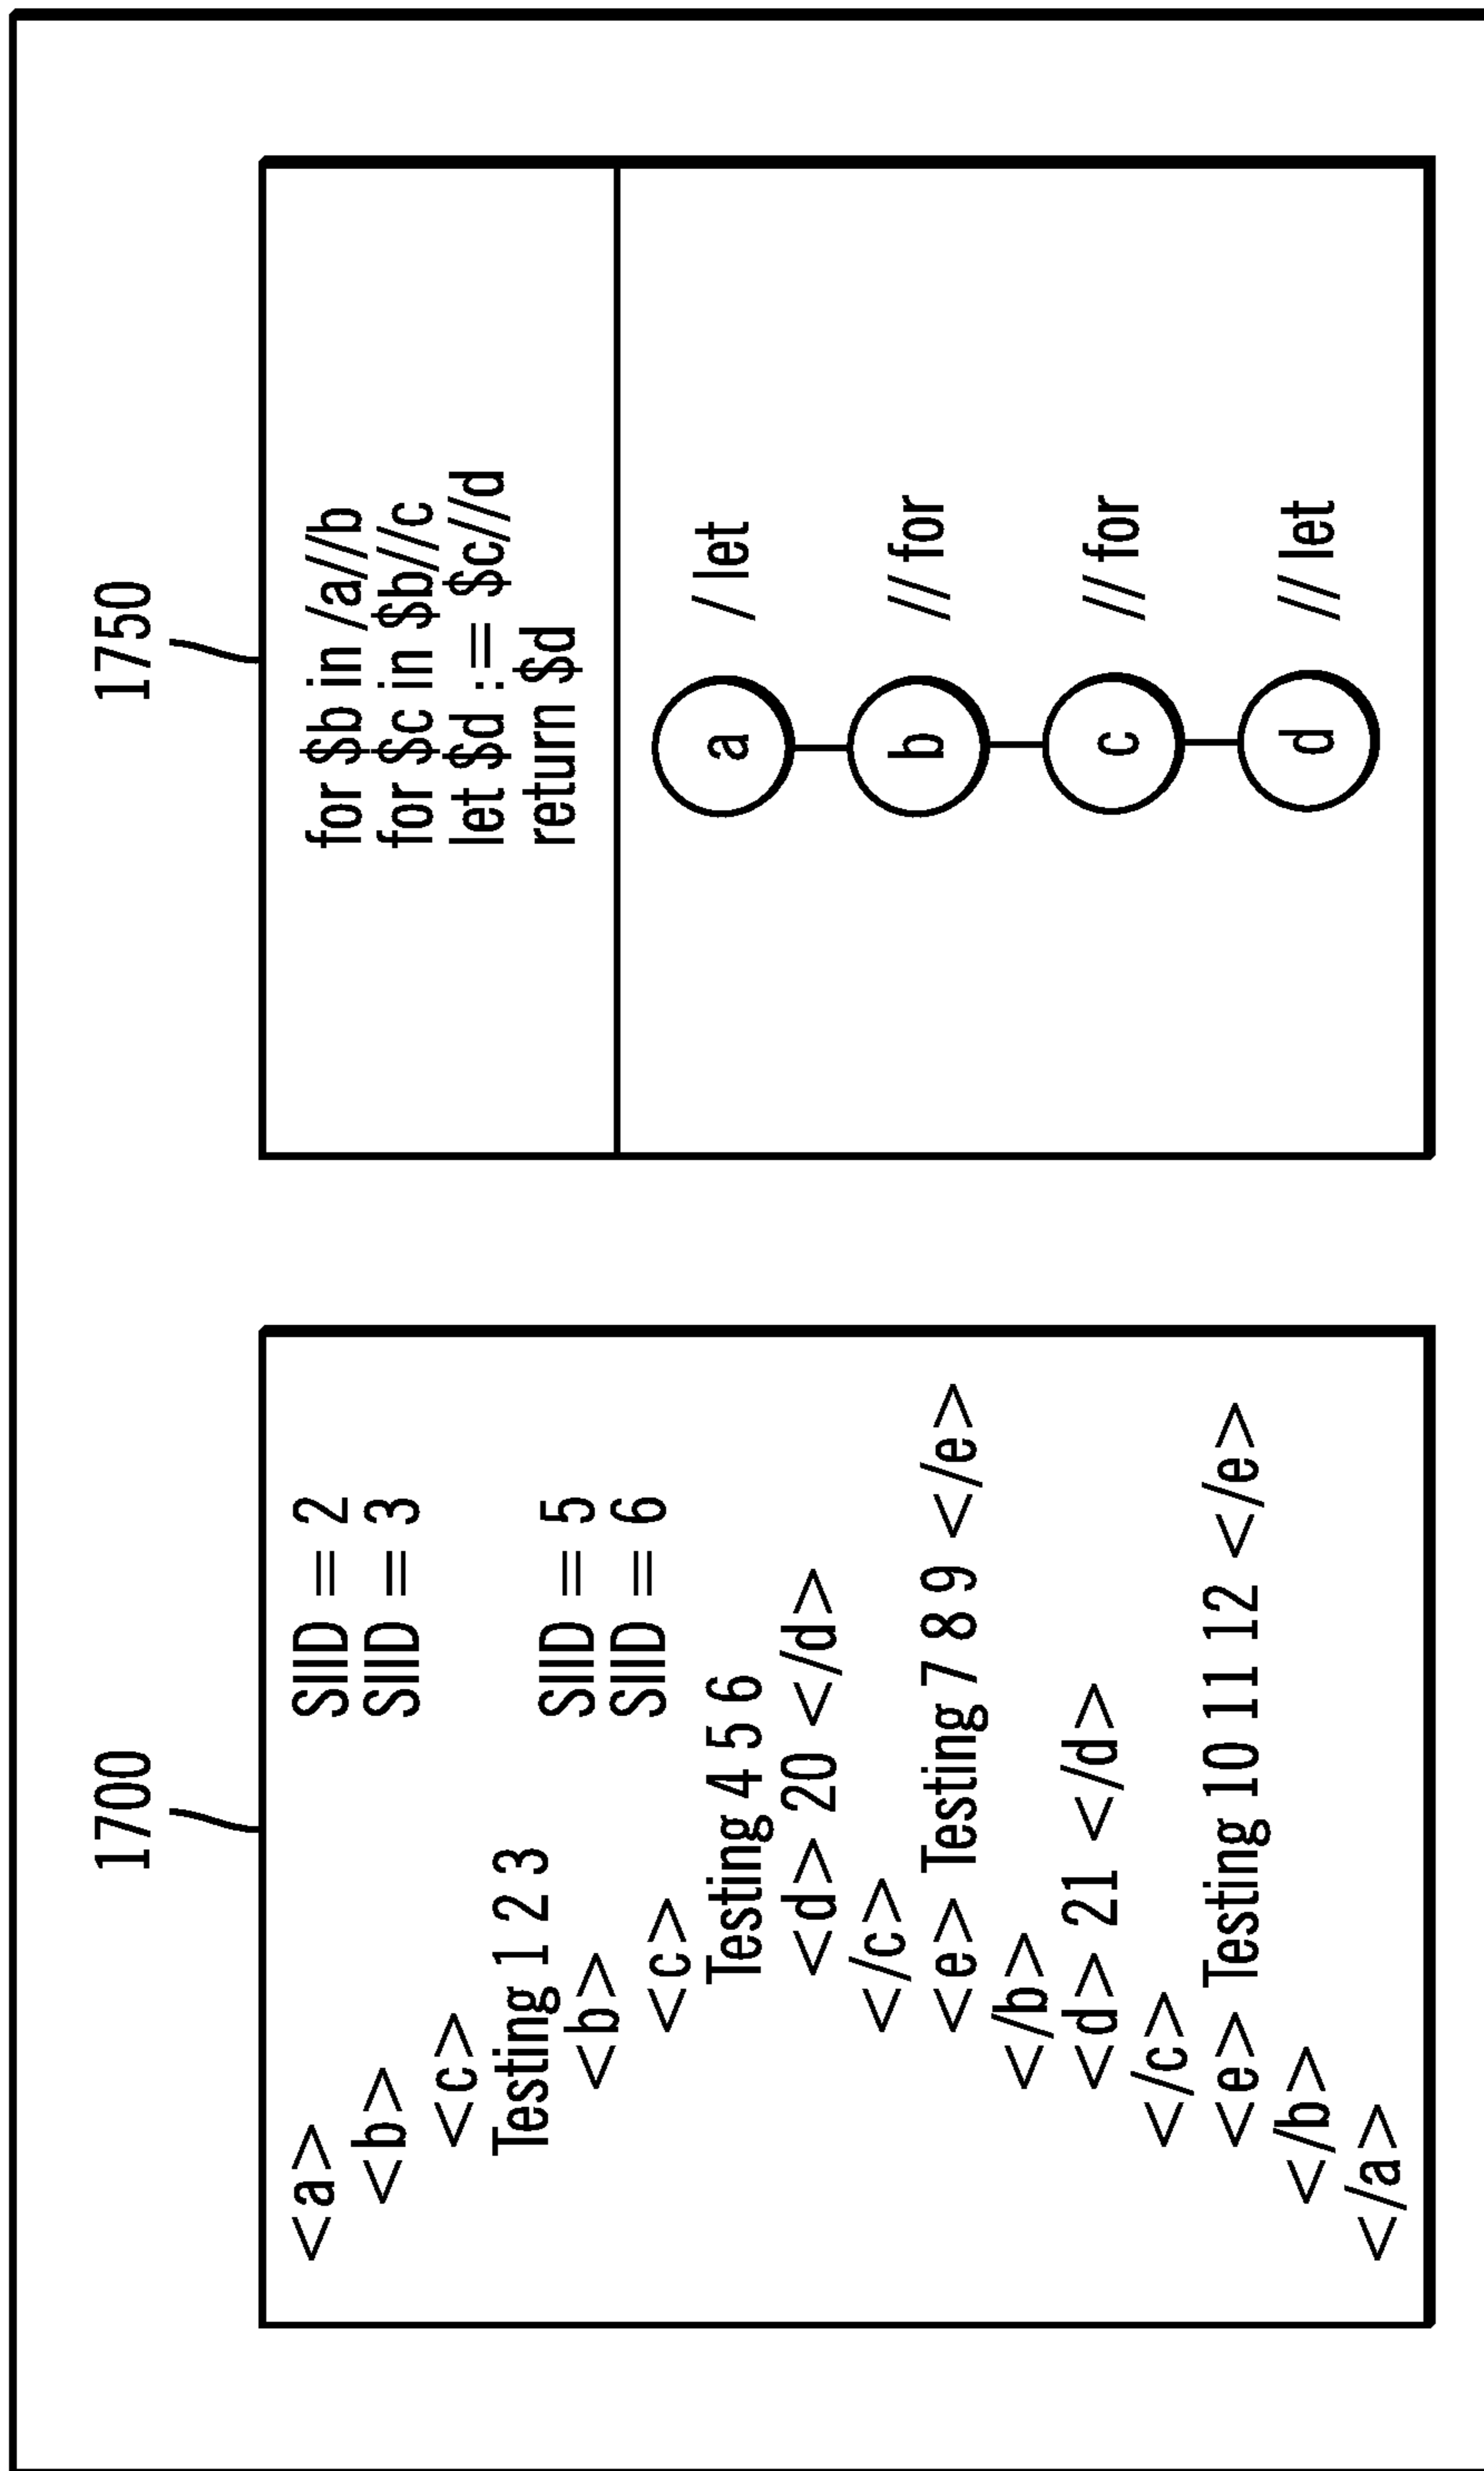 1700
<a> SIID = 2
<b> SIID = 3
<c>
Testing 1 2 3
<b> SIID = 5
<c> SIID = 6
Testing 4 5 6
<d> 20 </d>
</c>
<e> Testing 7 8 9 </e>
</b>
<d> 21 </d>
</c>
<e> Testing 10 11 12 </e>
</b>
</a>
1750
for $b in /a//b
for $c in $b//c
let $d := $c//d
return $d
a / let
b // for
c // for
d // let